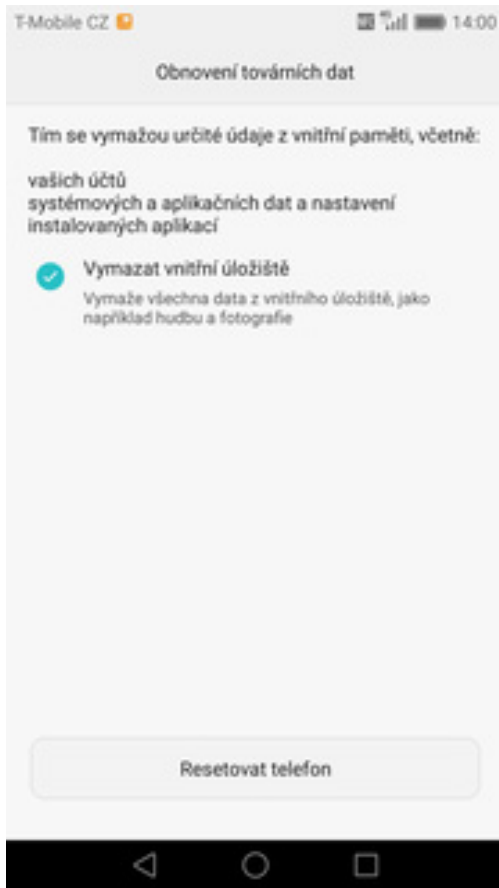 T-Mobile CZ 14:00
Obnovení továrních dat
Tím se vymažou určité údaje z vnitřní paměti, včetně:
vašich účtů
systémových a aplikačních dat a nastavení
instalovaných aplikací
Vymazat vnitřní úložiště
Vymaže všechna data z vnitřního úložiště, jako
například hudbu a fotografie
Resetovat telefon